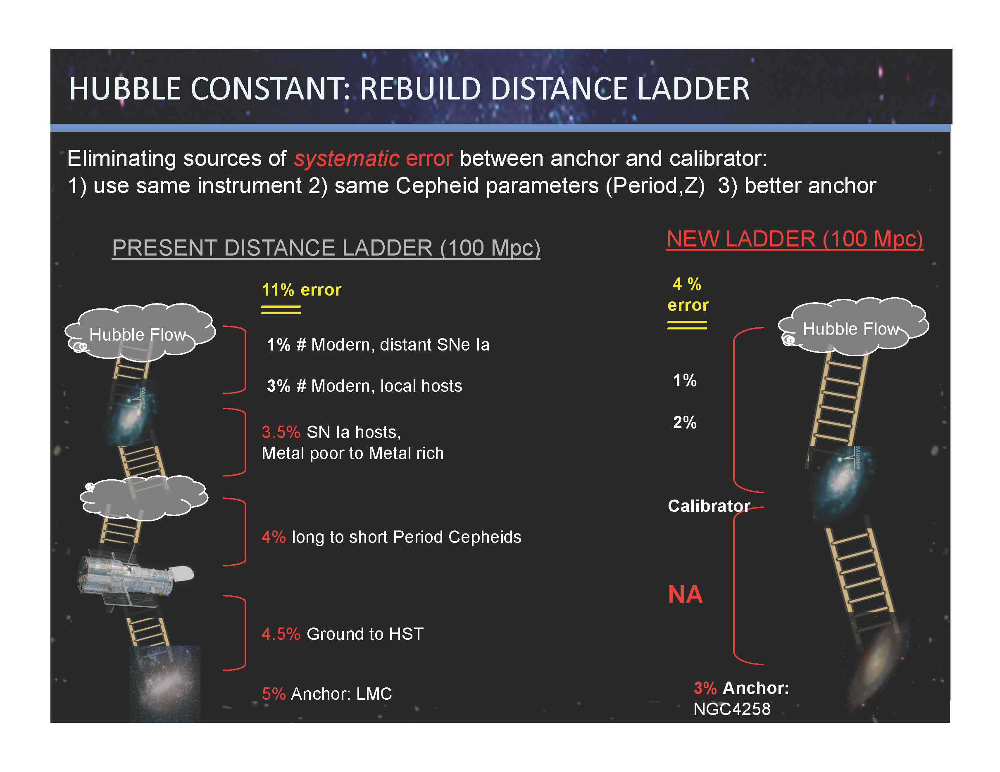 HUBBLE CONSTANT: REBUILD DISTANCE LADDER
Eliminating sources of systematic error between anchor and calibrator:
1) use same instrument 2) same Cepheid parameters (Period,Z)  3) better anchor
PRESENT DISTANCE LADDER (100 Mpc)
11% error
Hubble Flow
1% # Modern, distant SNe Ia
3% # Modern, local hosts
3.5% SN Ia hosts,
Metal poor to Metal rich
4% long to short Period Cepheids
4.5% Ground to HST
5% Anchor: LMC
NEW LADDER (100 Mpc)
4 %
error
Hubble Flow
1%
2%
Calibrator
NA
3% Anchor:
NGC4258